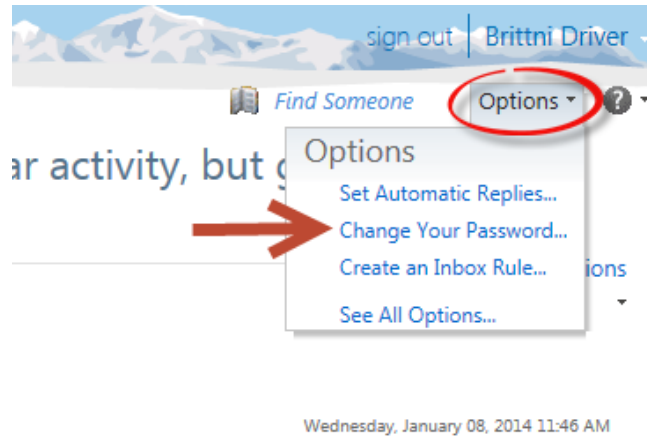 sign out Brittni Driver
Find Someone Options ?
ar activity, but g
Options
Set Automatic Replies...
Change Your Password...
Create an Inbox Rule...
ions
See All Options...
Wednesday, January 08, 2014 11:46 AM